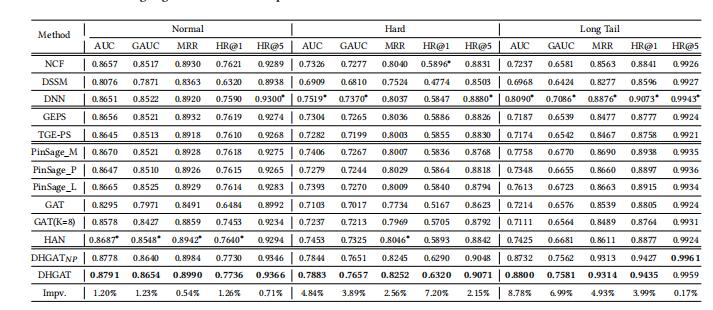 Method Normal Hard Long Tail
AUC GAUC MRR HR@1 HR@5 AUC GAUC MRR HR@1 HR@5 AUC GAUC MRR HR@1 HR@5
NCF 0.8657 0.8517 0.8930 0.7621 0.9289 0.7326 0.7277 0.8040 0.5896* 0.8831 0.7237 0.6581 0.8563 0.8841 0.9926
DSSM 0.8076 0.7871 0.8363 0.6320 0.8938 0.6909 0.6810 0.7524 0.4774 0.8503 0.6968 0.6424 0.8277 0.8596 0.9927
DNN 0.8651 0.8522 0.8920 0.7590 0.9300* 0.7519* 0.7370* 0.8037 0.5847 0.8880* 0.8090* 0.7086* 0.8876* 0.9073* 0.9943*
GEPS 0.8656 0.8521 0.8932 0.7619 0.9274 0.7304 0.7265 0.8036 0.5886 0.8826 0.7187 0.6539 0.8477 0.8777 0.9924
TGE-PS 0.8645 0.8513 0.8918 0.7610 0.9268 0.7282 0.7199 0.8003 0.5855 0.8830 0.7174 0.6542 0.8467 0.8758 0.9921
PinSage_M 0.8670 0.8521 0.8928 0.7618 0.9275 0.7406 0.7267 0.8007 0.5836 0.8768 0.7758 0.6770 0.8690 0.8938 0.9935
PinSage_P 0.8647 0.8510 0.8926 0.7615 0.9265 0.7279 0.7244 0.8029 0.5864 0.8818 0.7348 0.6655 0.8660 0.8897 0.9936
PinSage_L 0.8665 0.8525 0.8929 0.7614 0.9283 0.7393 0.7270 0.8009 0.5840 0.8794 0.7613 0.6723 0.8663 0.8915 0.9934
GAT 0.8295 0.7971 0.8491 0.6484 0.8992 0.7103 0.7017 0.7734 0.5167 0.8623 0.7214 0.6576 0.8539 0.8805 0.9924
GAT(K=8) 0.8578 0.8427 0.8859 0.7453 0.9234 0.7237 0.7213 0.7969 0.5705 0.8792 0.7111 0.6564 0.8489 0.8764 0.9931
HAN 0.8687* 0.8548* 0.8942* 0.7640* 0.9294 0.7453 0.7325 0.8046* 0.5893 0.8842 0.7425 0.6681 0.8611 0.8877 0.9924
DHGAT_NP 0.8778 0.8640 0.8984 0.7730 0.9346 0.7844 0.7651 0.8245 0.6290 0.9048 0.8732 0.7562 0.9313 0.9427 0.9961
DHGAT 0.8791 0.8654 0.8990 0.7736 0.9366 0.7883 0.7657 0.8252 0.6320 0.9071 0.8800 0.7581 0.9314 0.9435 0.9959
Impv. 1.20% 1.23% 0.54% 1.26% 0.71% 4.84% 3.89% 2.56% 7.20% 2.15% 8.78% 6.99% 4.93% 3.99% 0.17%